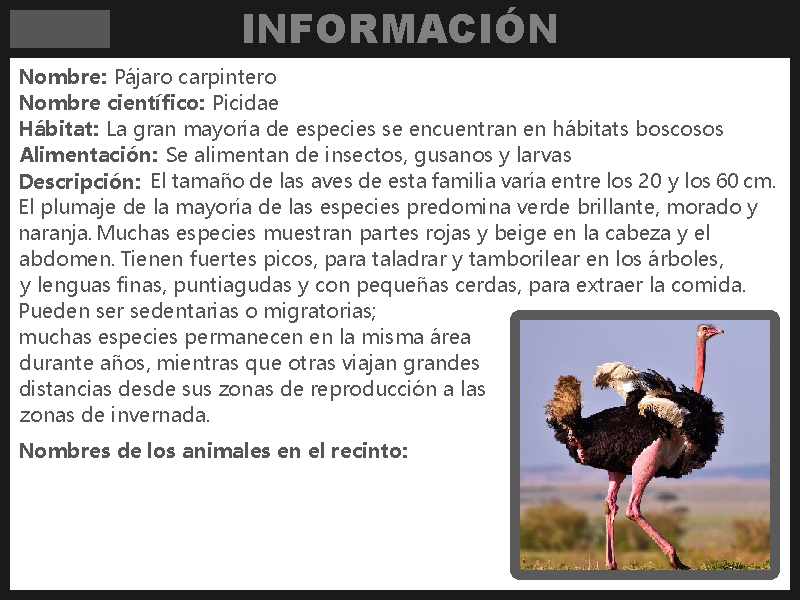 INFORMACIÓN
Nombre: Pájaro carpintero
Nombre científico: Picidae
Hábitat: La gran mayoría de especies se encuentran en hábitats boscosos
Alimentación: Se alimentan de insectos, gusanos y larvas
Descripción: El tamaño de las aves de esta familia varía entre los 20 y los 60 cm.
El plumaje de la mayoría de las especies predomina verde brillante, morado y
naranja. Muchas especies muestran partes rojas y beige en la cabeza y el
abdomen. Tienen fuertes picos, para taladrar y tamborilear en los árboles,
y lenguas finas, puntiagudas y con pequeñas cerdas, para extraer la comida.
Pueden ser sedentarias o migratorias;
muchas especies permanecen en la misma área
durante años, mientras que otras viajan grandes
distancias desde sus zonas de reproducción a las
zonas de invernada.
Nombres de los animales en el recinto: